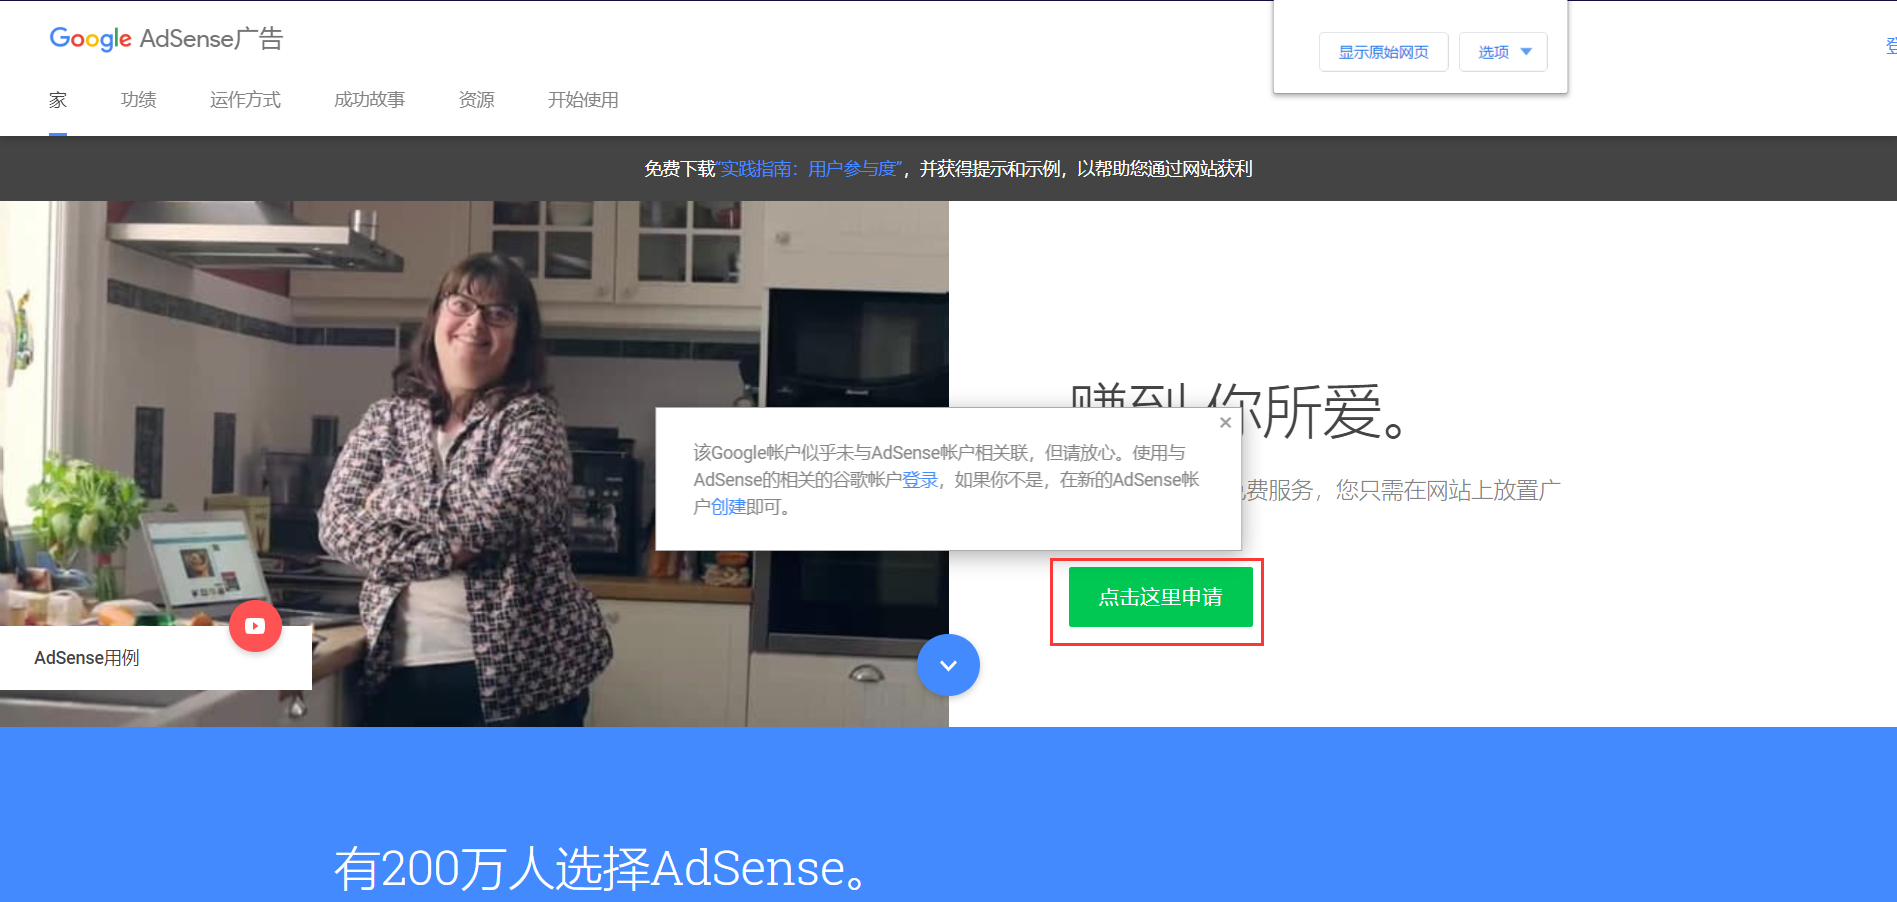 Google AdSense广告
显示原始网页
选项
家
功绩
运作方式
成功故事
资源
开始使用
免费下载“实践指南：用户参与度”，并获得提示和示例，以帮助您通过网站获利
赚到 你所爱。
该Google帐户似乎未与AdSense帐户相关联，但请放心。使用与
AdSense的相关的谷歌帐户登录，如果你不是，在新的AdSense帐
户创建即可。
费服务，您只需在网站上放置广
点击这里申请
AdSense用例
有200万人选择AdSense。